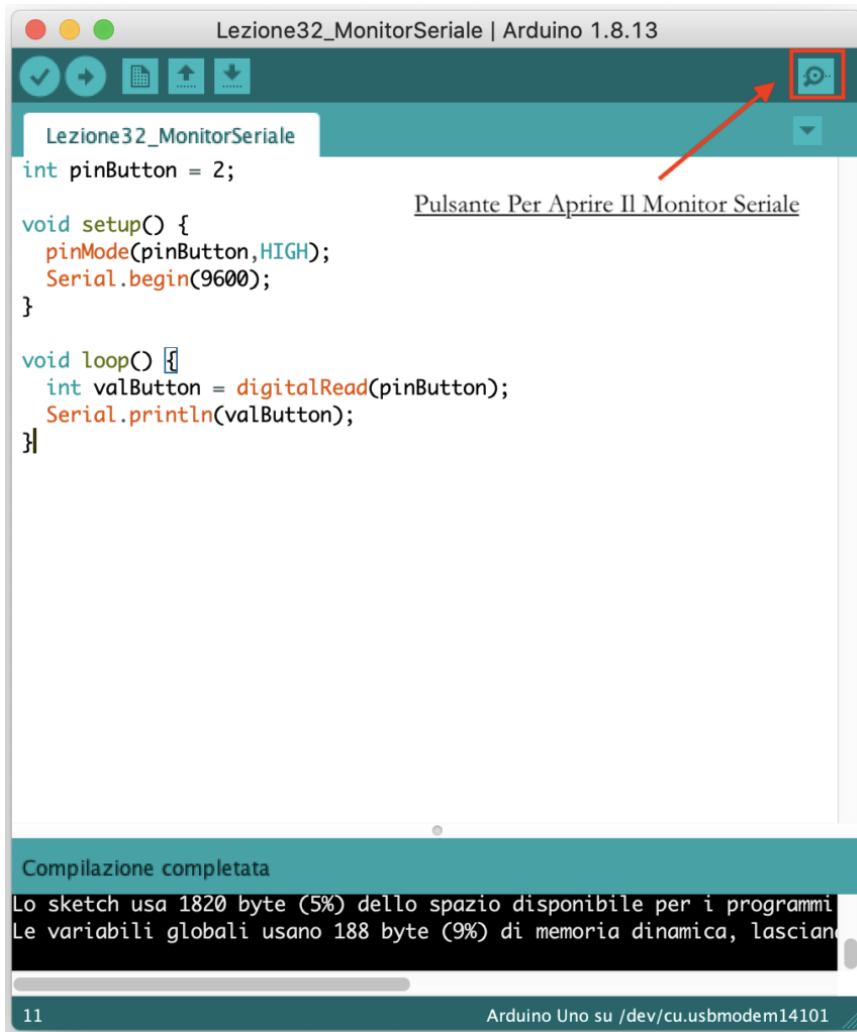 Lezione32_MonitorSeriale | Arduino 1.8.13
Lezione32_MonitorSeriale
int pinButton = 2;
Pulsante Per Aprire Il Monitor Seriale
void setup() {
pinMode(pinButton,HIGH);
Serial.begin(9600);
}
void loop() {
int valButton = digitalRead(pinButton);
Serial.println(valButton);
}
Compilazione completata
Lo sketch usa 1820 byte (5%) dello spazio disponibile per i programmi
Le variabili globali usano 188 byte (9%) di memoria dinamica,
11
Arduino Uno su /dev/cu.usbmodem14101